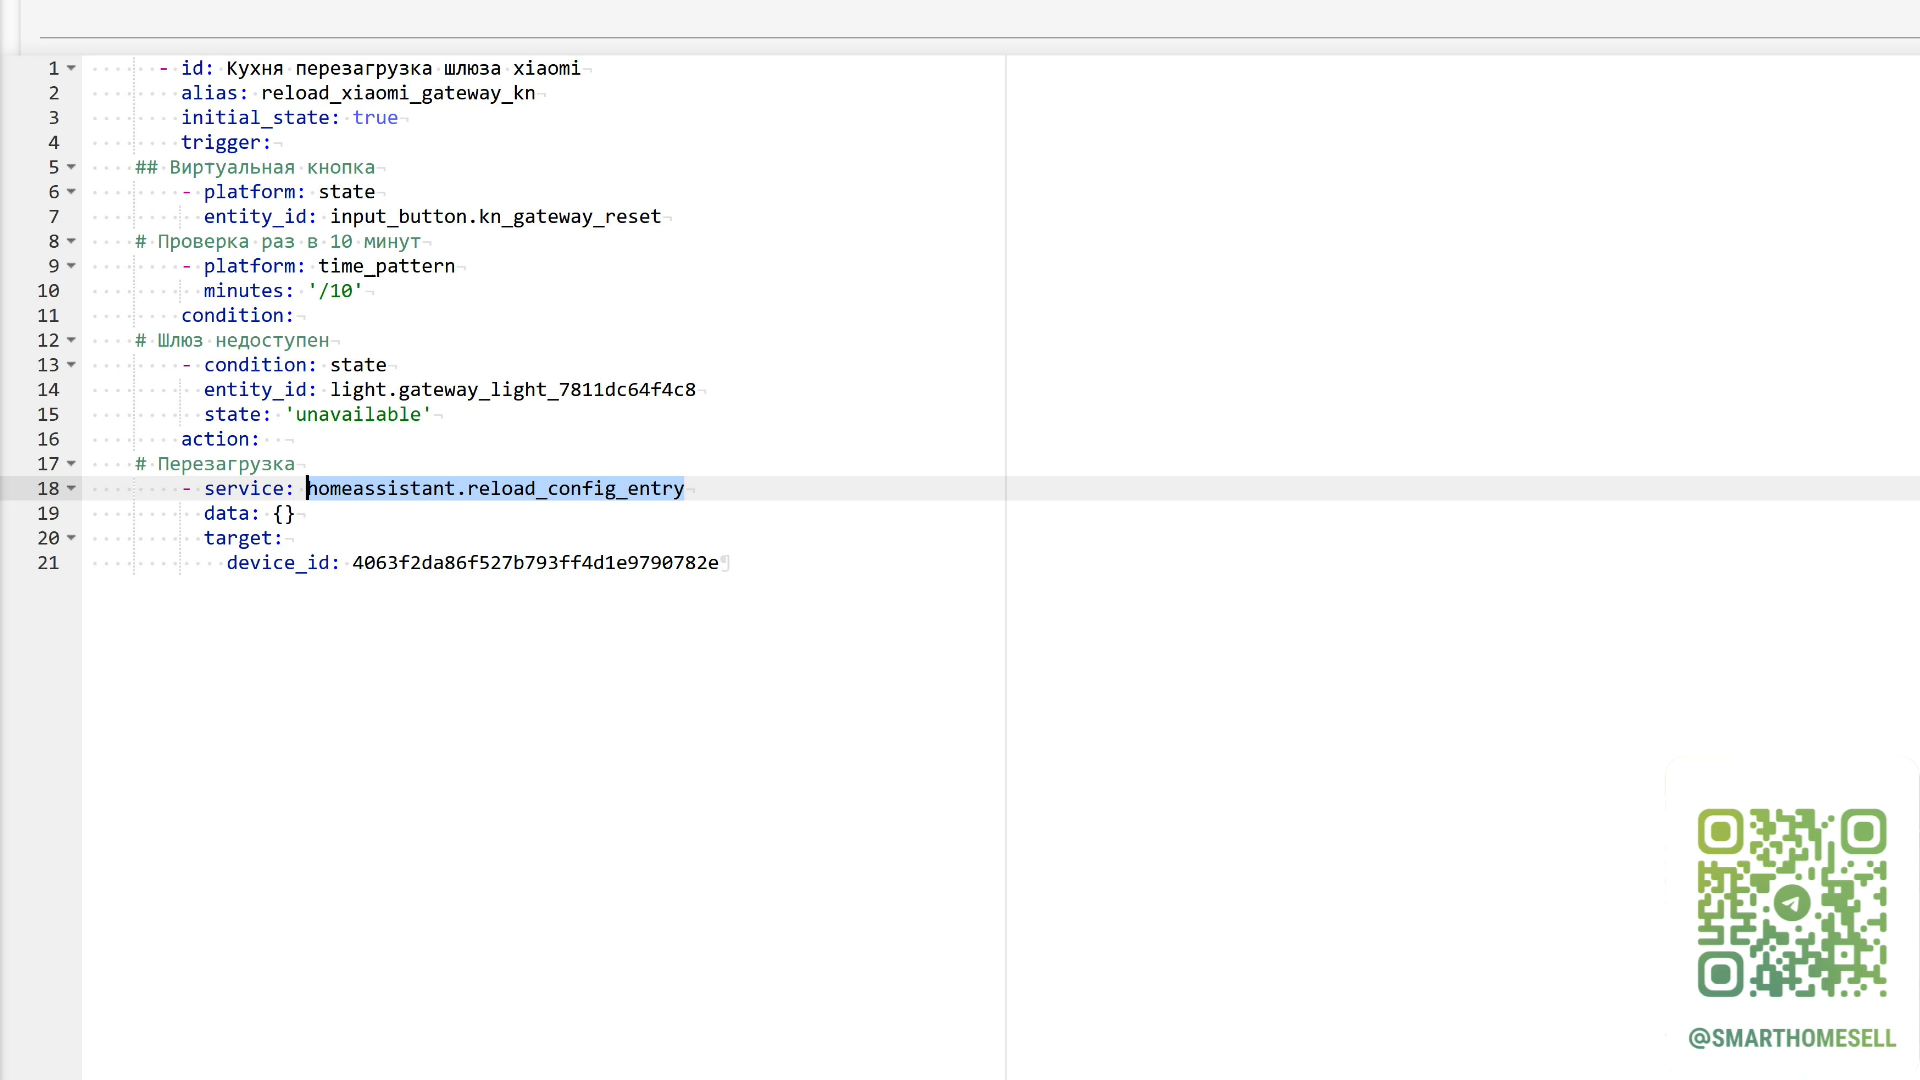 1 - id: Кухня перезагрузка шлюза xiaomi
2 alias: reload_xiaomi_gateway_kn
3 initial_state: true
4 trigger:
5 ## Виртуальная кнопка
6 - platform: state
7 entity_id: input_button.kn_gateway_reset
8 # Проверка раз в 10 минут
9 - platform: time_pattern
10 minutes: '/10'
11 condition:
12 # Шлюз недоступен
13 - condition: state
14 entity_id: light.gateway_light_7811dc64f4c8
15 state: 'unavailable'
16 action:
17 # Перезагрузка
18 - service: homeassistant.reload_config_entry
19 data: {}
20 target:
21 device_id: 4063f2da86f527b793ff4d1e9790782e
@SMARTHOMESELL